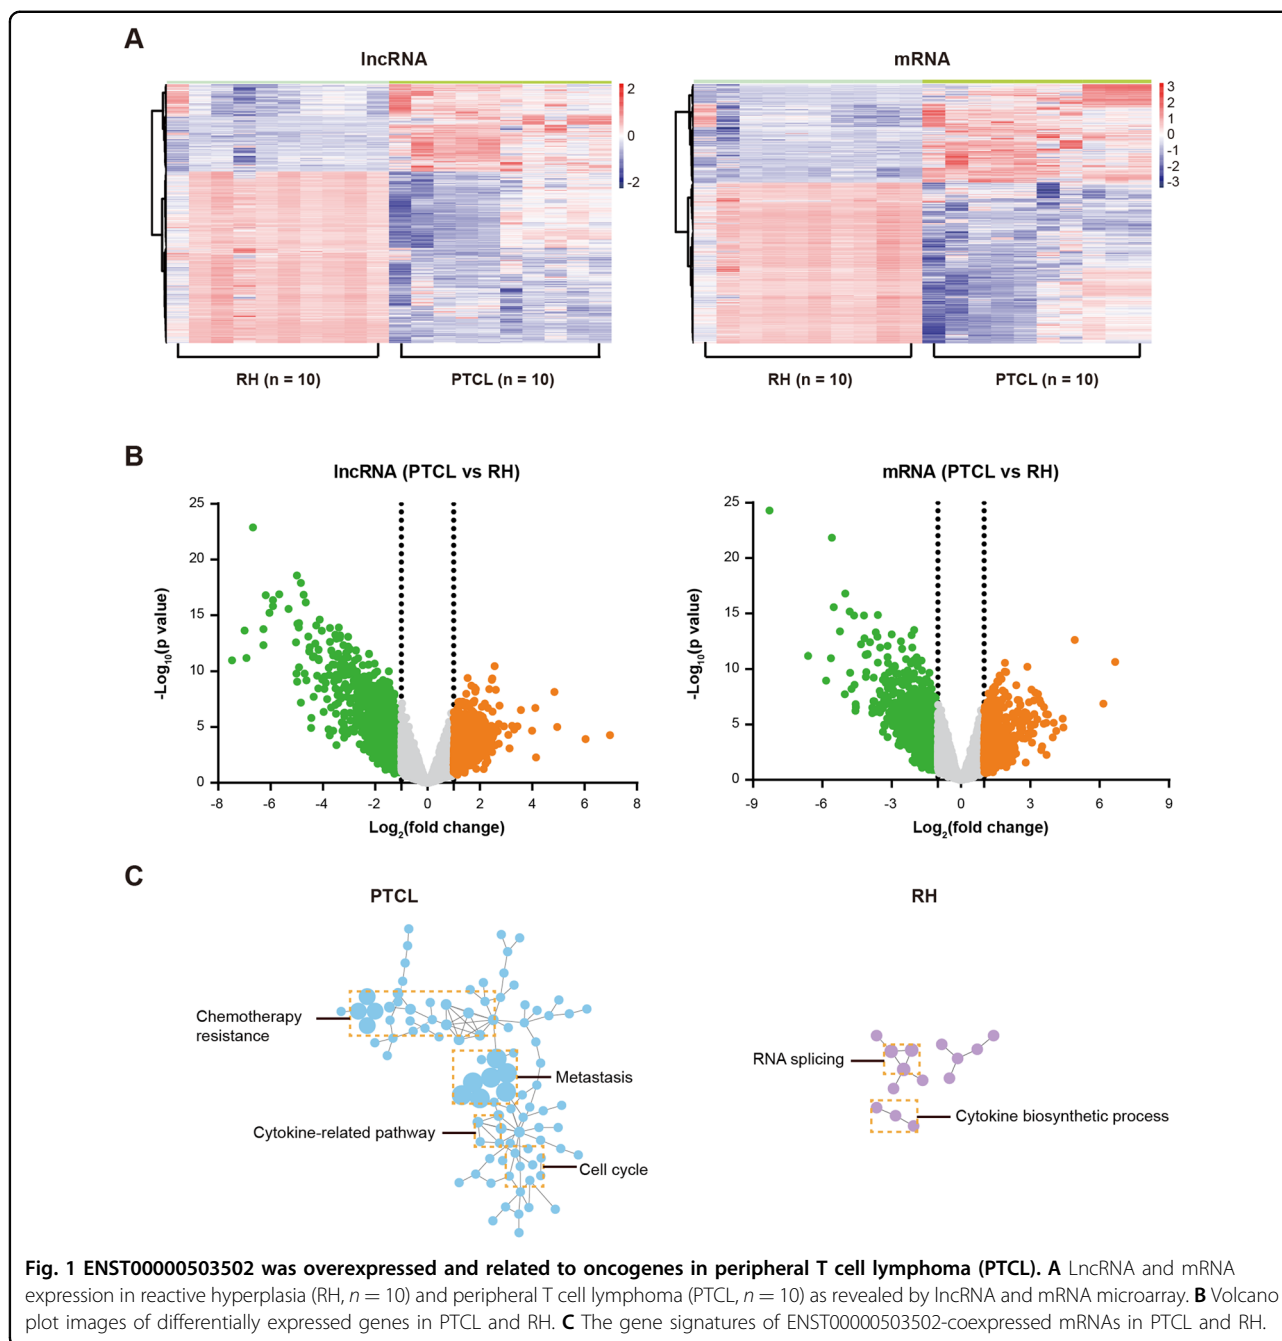 A
lncRNA
mRNA
2
0
-2
3
2
1
0
-1
-2
-3
RH (n = 10)
PTCL (n = 10)
RH (n = 10)
PTCL (n = 10)
B
lncRNA (PTCL vs RH)
mRNA (PTCL vs RH)
-Log10(p value)
25
20
15
10
5
0
-8
-6
-4
-2
0
2
4
6
8
Log2(fold change)
-Log10(p value)
25
20
15
10
5
0
-9
-6
-3
0
3
6
9
Log2(fold change)
C
PTCL
RH
Chemotherapy
resistance
Metastasis
Cytokine-related pathway
Cell cycle
RNA splicing
Cytokine biosynthetic process
Fig. 1 ENST00000503502 was overexpressed and related to oncogenes in peripheral T cell lymphoma (PTCL). A LncRNA and mRNA
expression in reactive hyperplasia (RH, n = 10) and peripheral T cell lymphoma (PTCL, n = 10) as revealed by lncRNA and mRNA microarray. B Volcano
plot images of differentially expressed genes in PTCL and RH. C The gene signatures of ENST00000503502-coexpressed mRNAs in PTCL and RH.